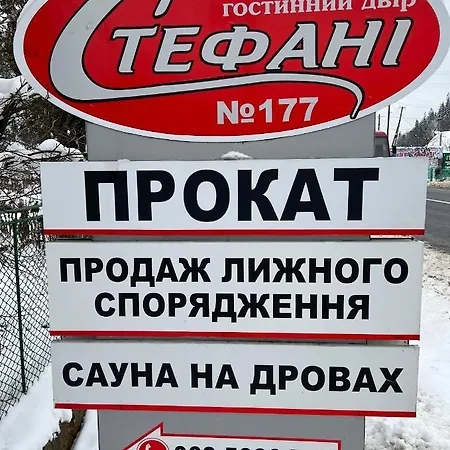 гостинний двір
СТЕФАНІ
№177
ПРОКАТ
ПРОДАЖ ЛИЖНОГО
СПОРЯДЖЕННЯ
САУНА НА ДРОВАХ